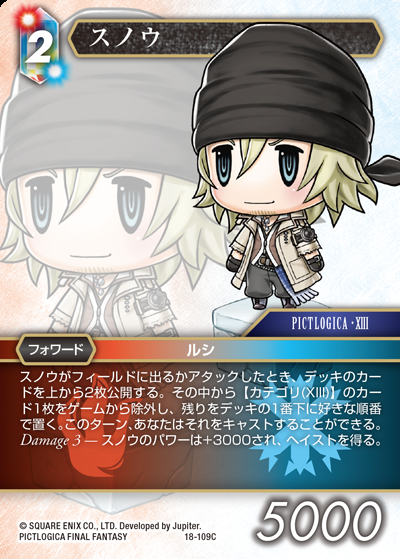 2
スノウ
PICTLOGICA・XIII
フォワード
ルシ
スノウがフィールドに出るかアタックしたとき、デッキのカー
ドを上から2枚公開する。その中から【カテゴリ(XIII)】のカー
ド1枚をゲームから除外し、残りをデッキの1番下に好きな順番
で置く。このターン、あなたはそれをキャストすることができる。
Damage 3 — スノウのパワーは+3000され、ヘイストを得る。
© SQUARE ENIX CO., LTD. Developed by Jupiter.
PICTLOGICA FINAL FANTASY
18-109C
5000